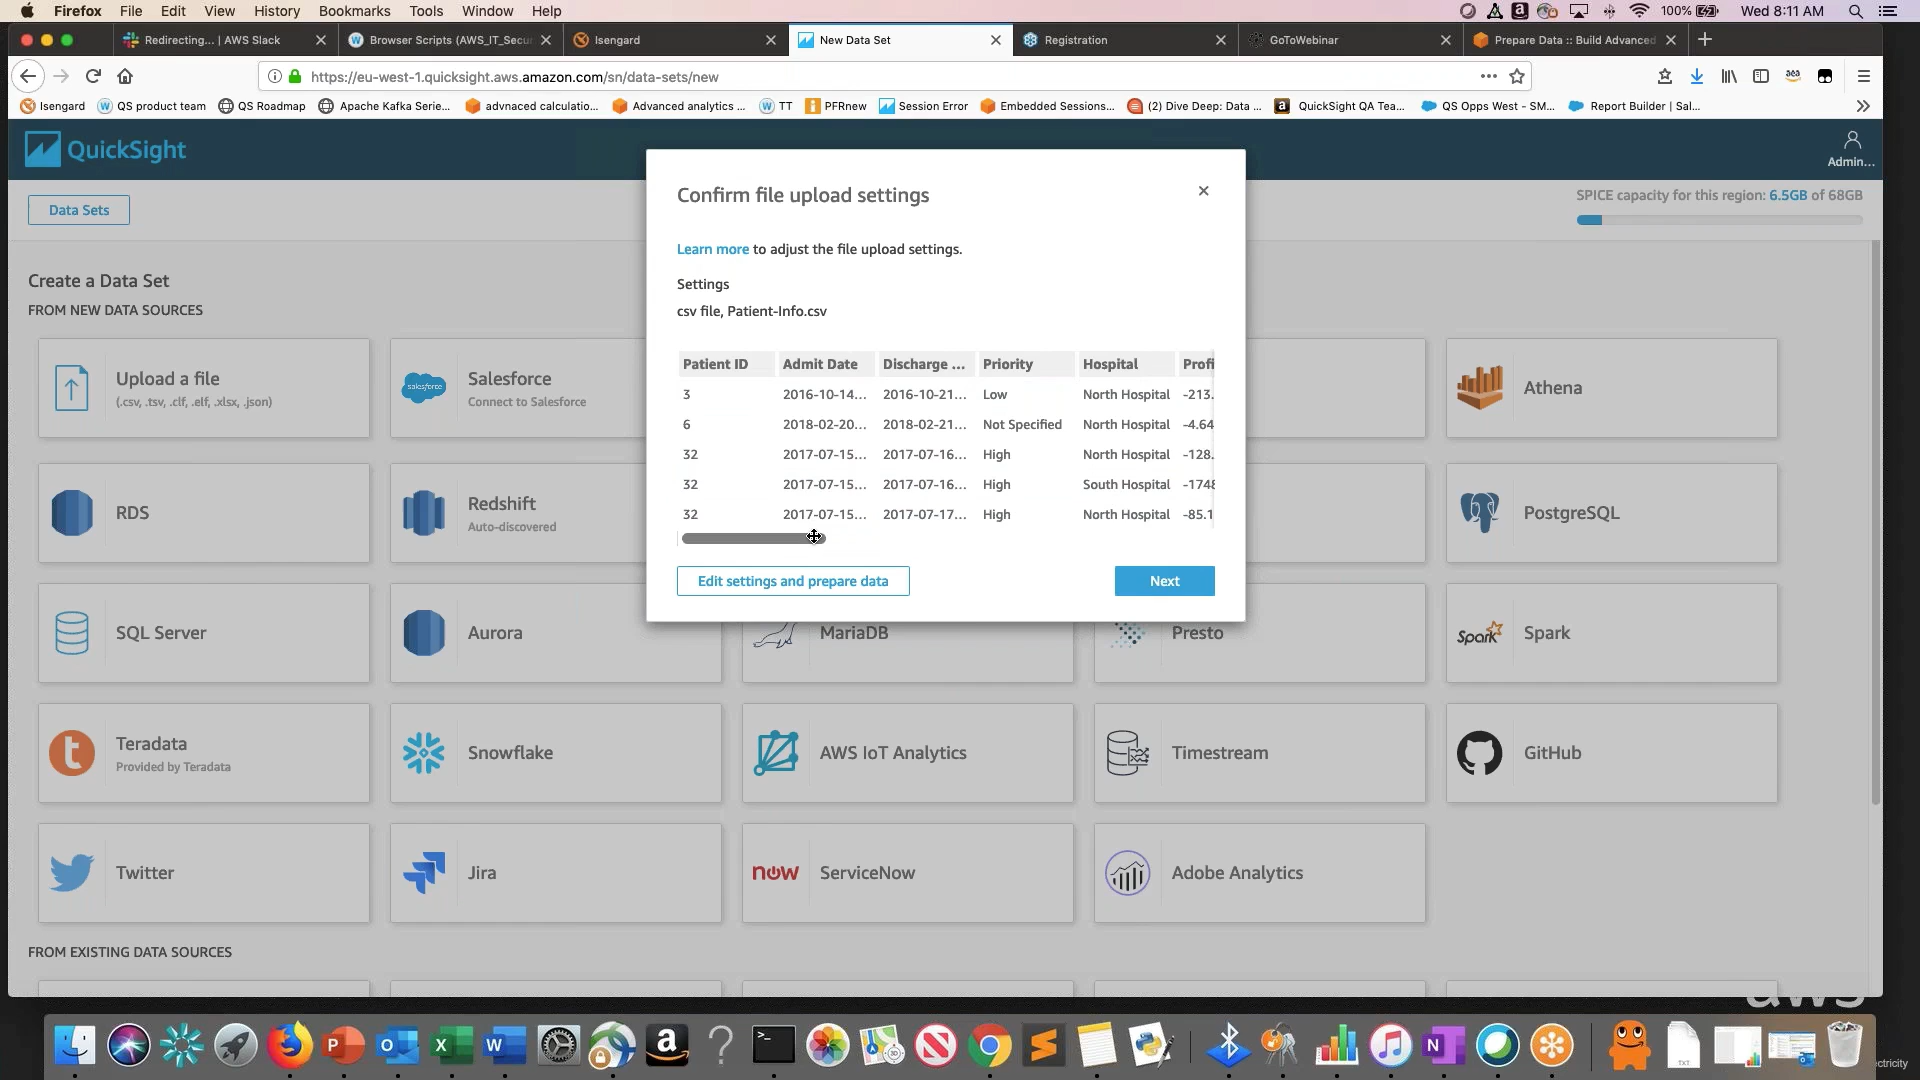 Firefox File Edit View History Bookmarks Tools Window Help 100% Wed 8:11 AM
Redirecting... | AWS Slack
Browser Scripts (AWS_IT_Secu
Isengard
New Data Set
Registration
GoToWebinar
Prepare Data :: Build Advanced
https://eu-west-1.quicksight.aws.amazon.com/sn/data-sets/new
Isengard QS product team QS Roadmap Apache Kafka Serie... advnaced calculatio... Advanced analytics ... TT PFRnew Session Error Embedded Sessions... (2) Dive Deep: Data ... QuickSight QA Tea... QS Opps West - SM... Report Builder | Sal...
QuickSight
Admin...
Data Sets
SPICE capacity for this region: 6.5GB of 68GB
Create a Data Set
FROM NEW DATA SOURCES
Confirm file upload settings
Learn more to adjust the file upload settings.
Settings
csv file, Patient-Info.csv
Patient ID Admit Date Discharge ... Priority Hospital Profi
3 2016-10-14... 2016-10-21... Low North Hospital -213.
6 2018-02-20... 2018-02-21... Not Specified North Hospital -4.64
32 2017-07-15... 2017-07-16... High North Hospital -128.
32 2017-07-15... 2017-07-16... High South Hospital -1748
32 2017-07-15... 2017-07-17... High North Hospital -85.1
Edit settings and prepare data
Next
Upload a file
(.csv, .tsv, .clf, .elf, .xlsx, .json)
salesforce
Salesforce
Connect to Salesforce
Athena
RDS
Redshift
Auto-discovered
PostgreSQL
SQL Server
Aurora
MariaDB
Presto
Spark
Spark
Teradata
Provided by Teradata
Snowflake
AWS IoT Analytics
Timestream
GitHub
Twitter
Jira
now
ServiceNow
Adobe Analytics
FROM EXISTING DATA SOURCES
aws
ectricity